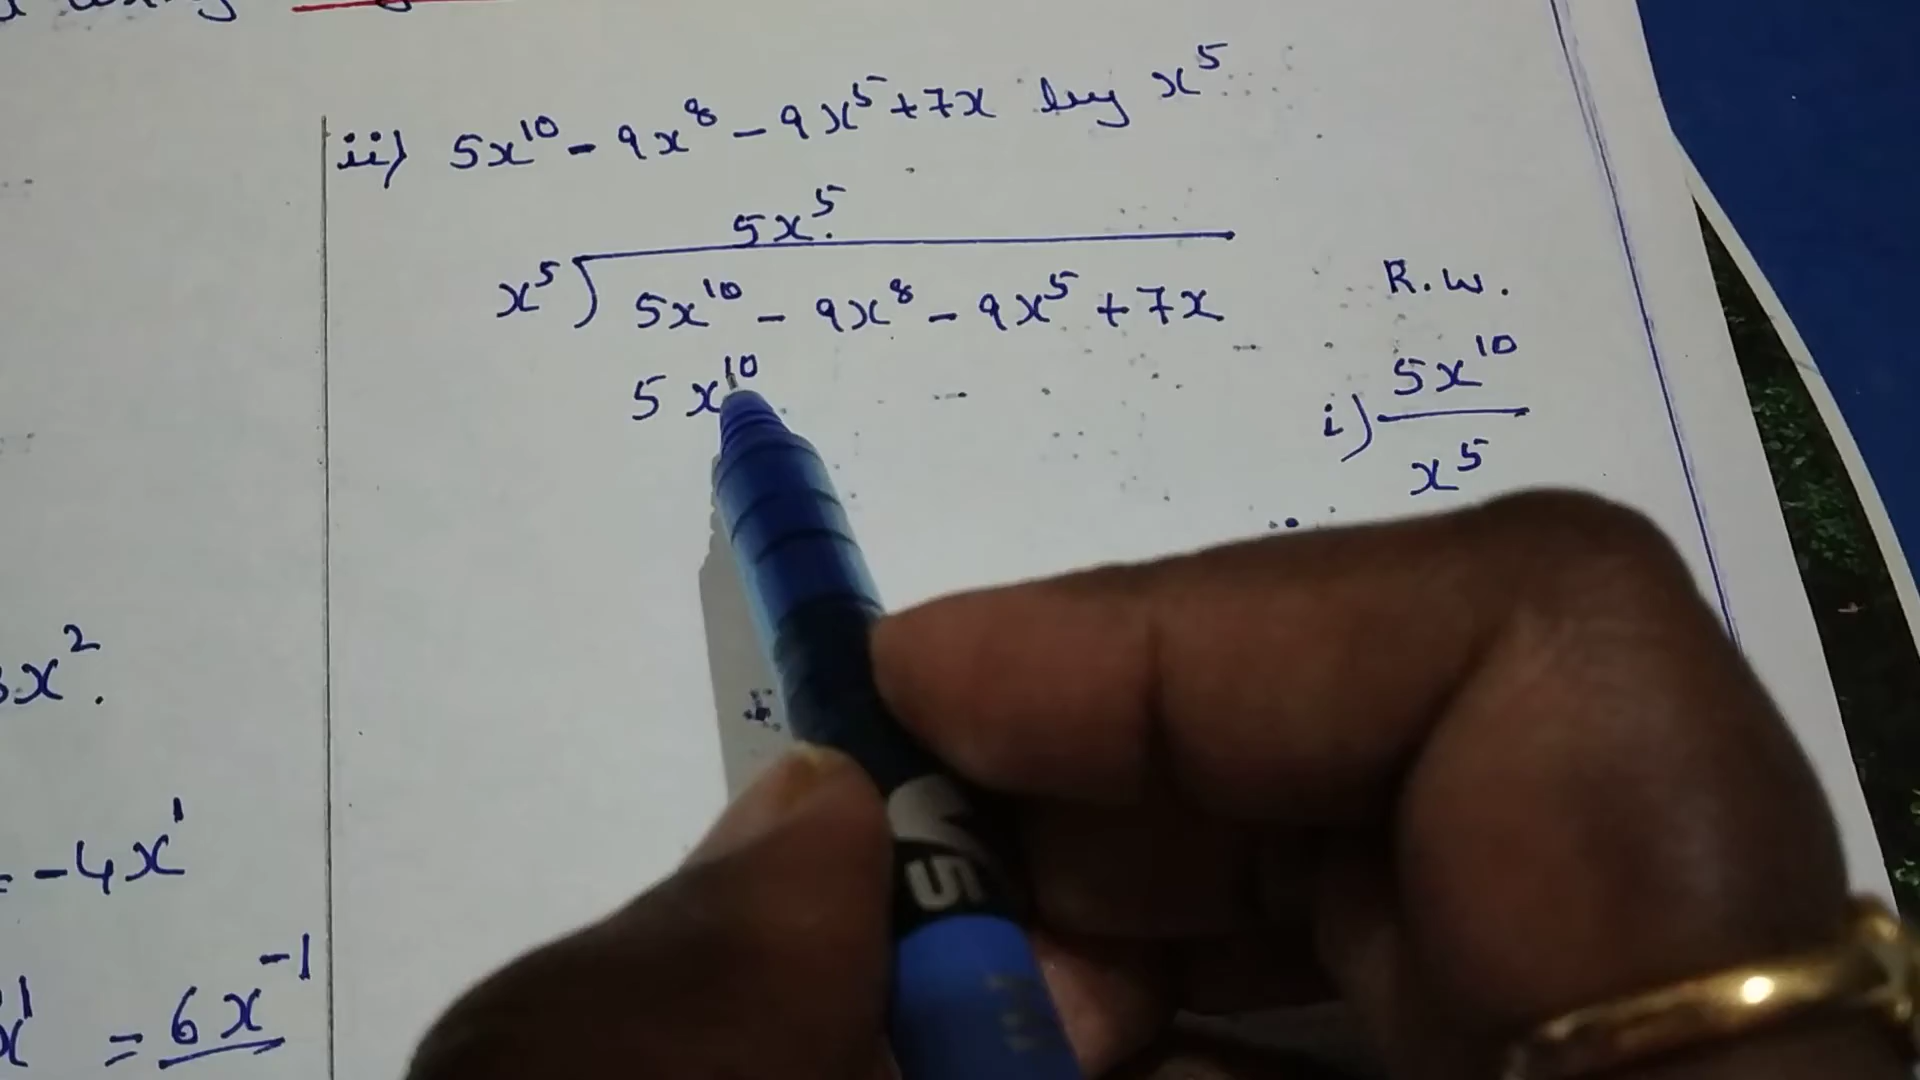 ii) 5x¹⁰ - 9x⁸ - 9x⁵ + 7x by x⁵
5x⁵
x⁵) 5x¹⁰ - 9x⁸ - 9x⁵ + 7x
5x¹⁰
R.W.
i) 5x¹⁰
x⁵
x².
= -4x¹
= 6x⁻¹
V5